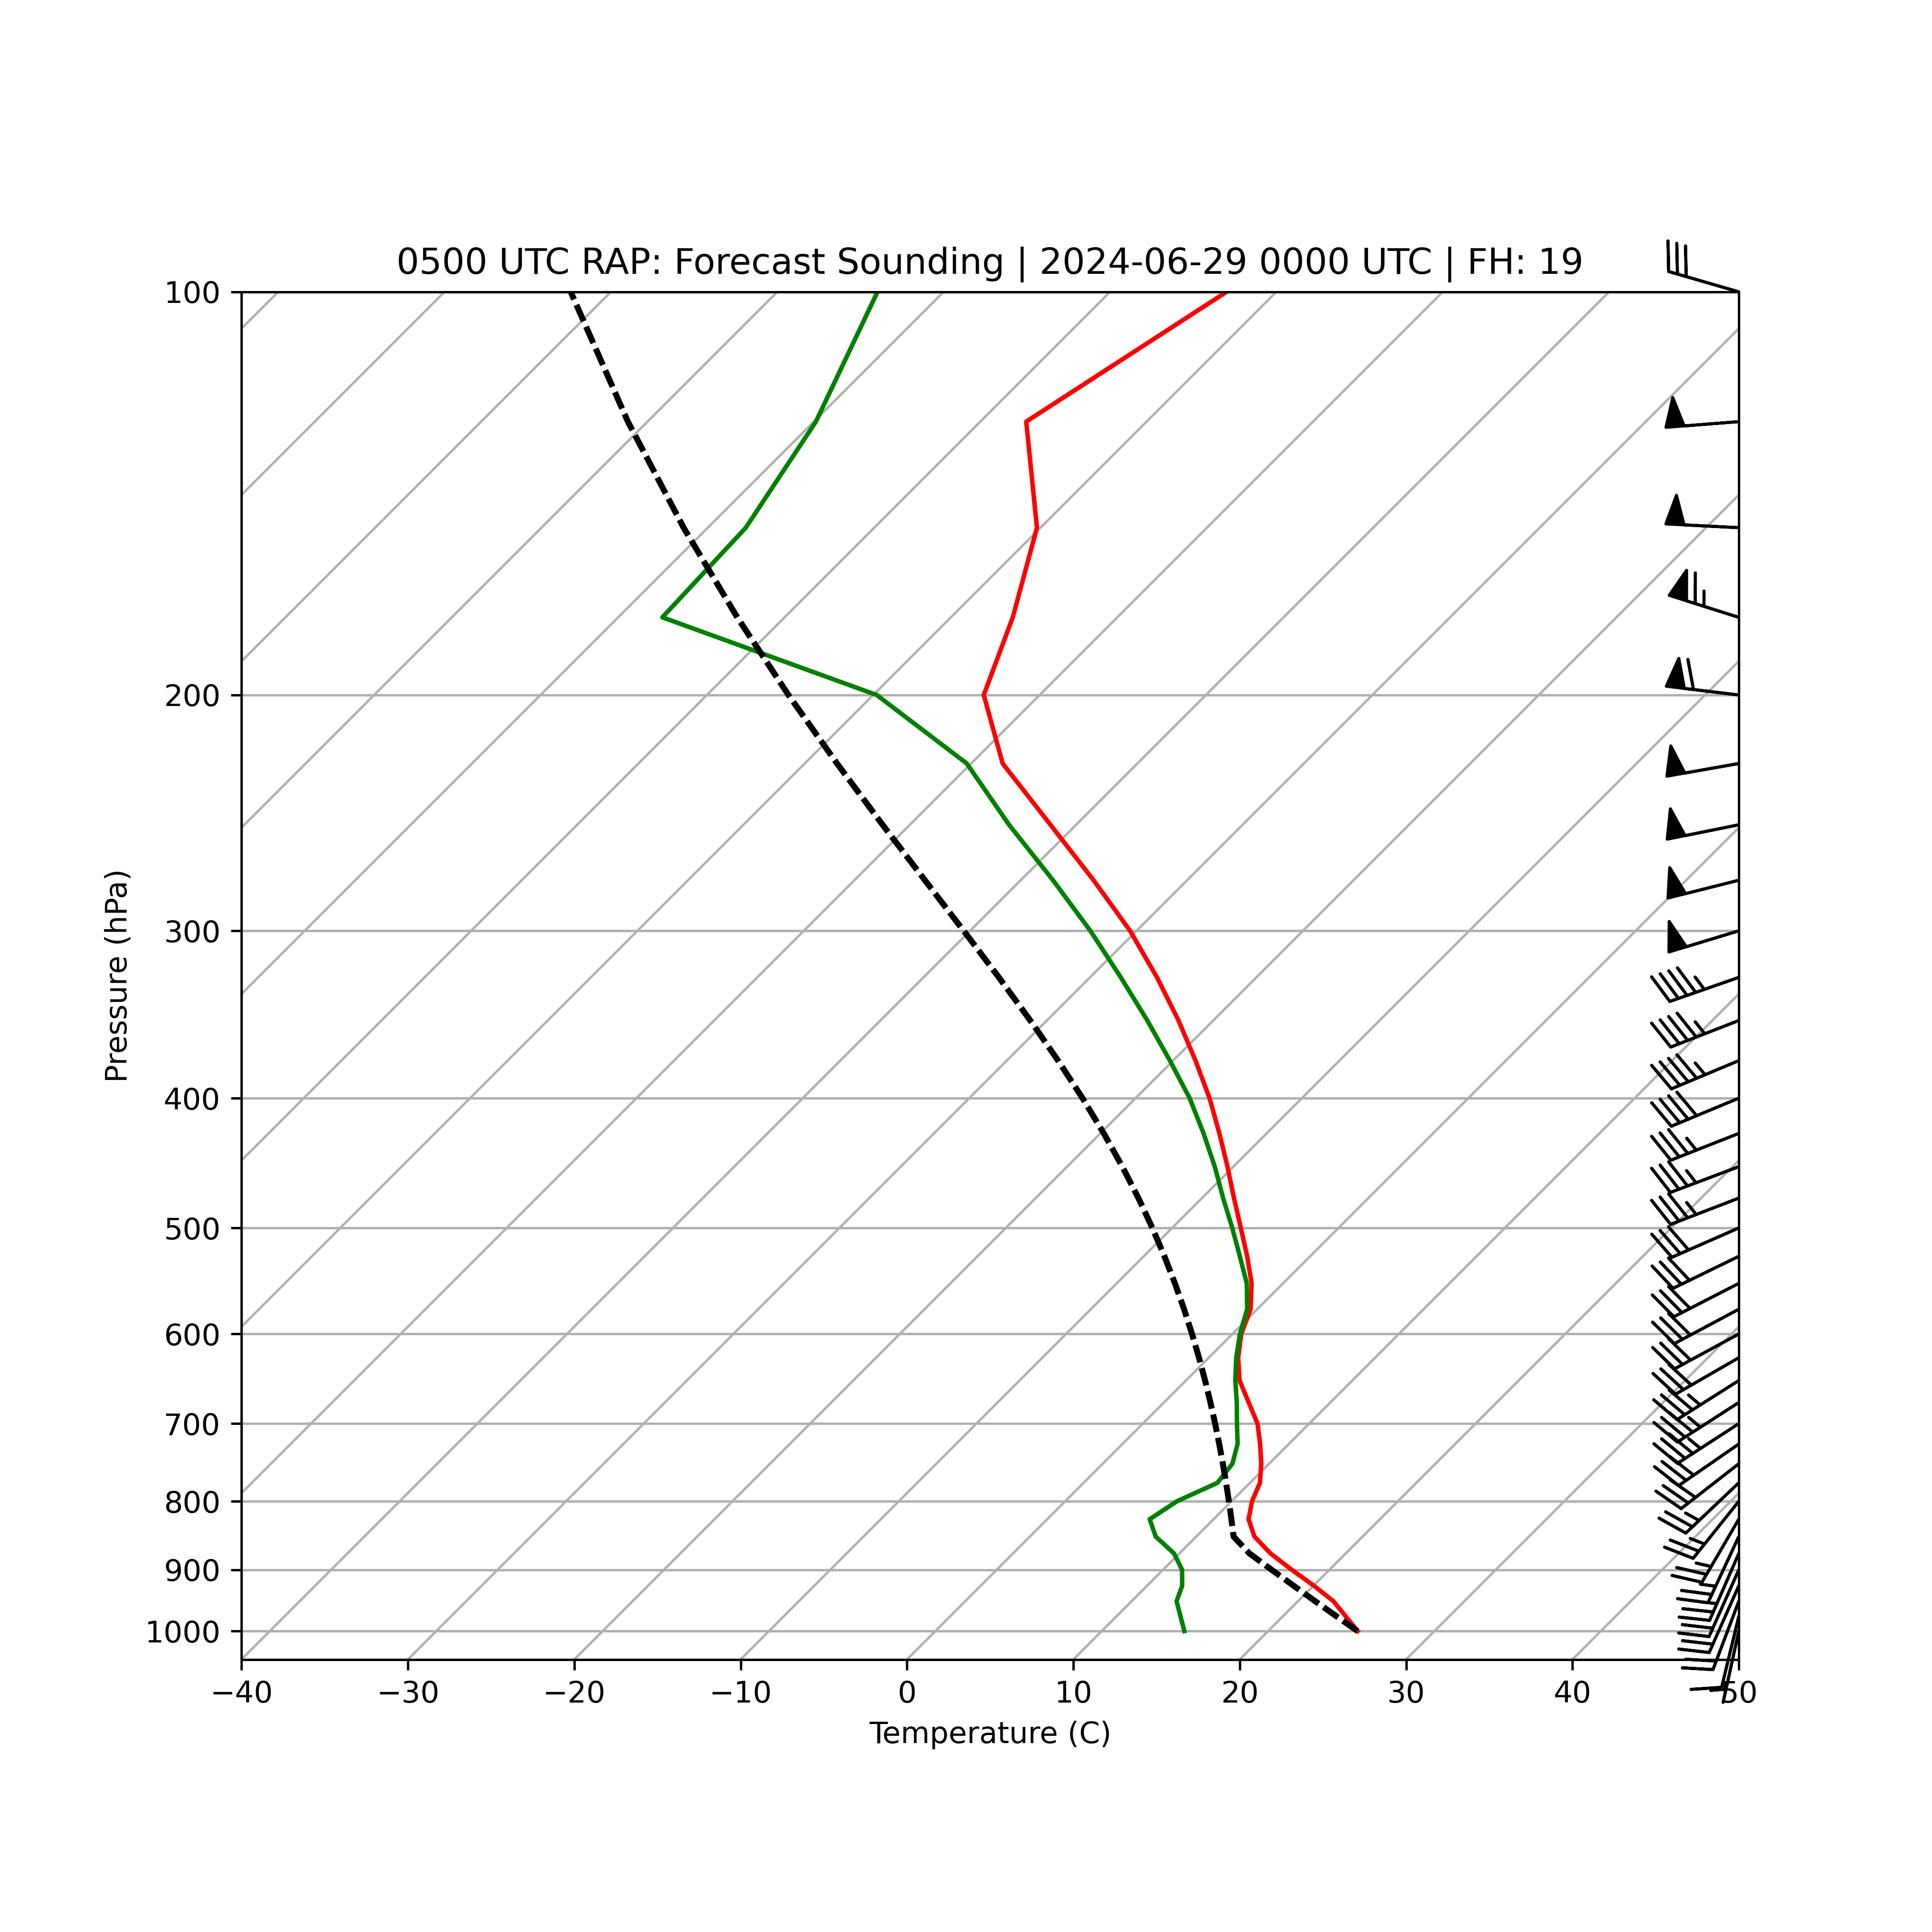 0500 UTC RAP: Forecast Sounding | 2024-06-29 0000 UTC | FH: 19
100
200
300
400
500
600
700
800
900
1000
Pressure (hPa)
−40 −30 −20 −10 0 10 20 30 40 50
Temperature (C)